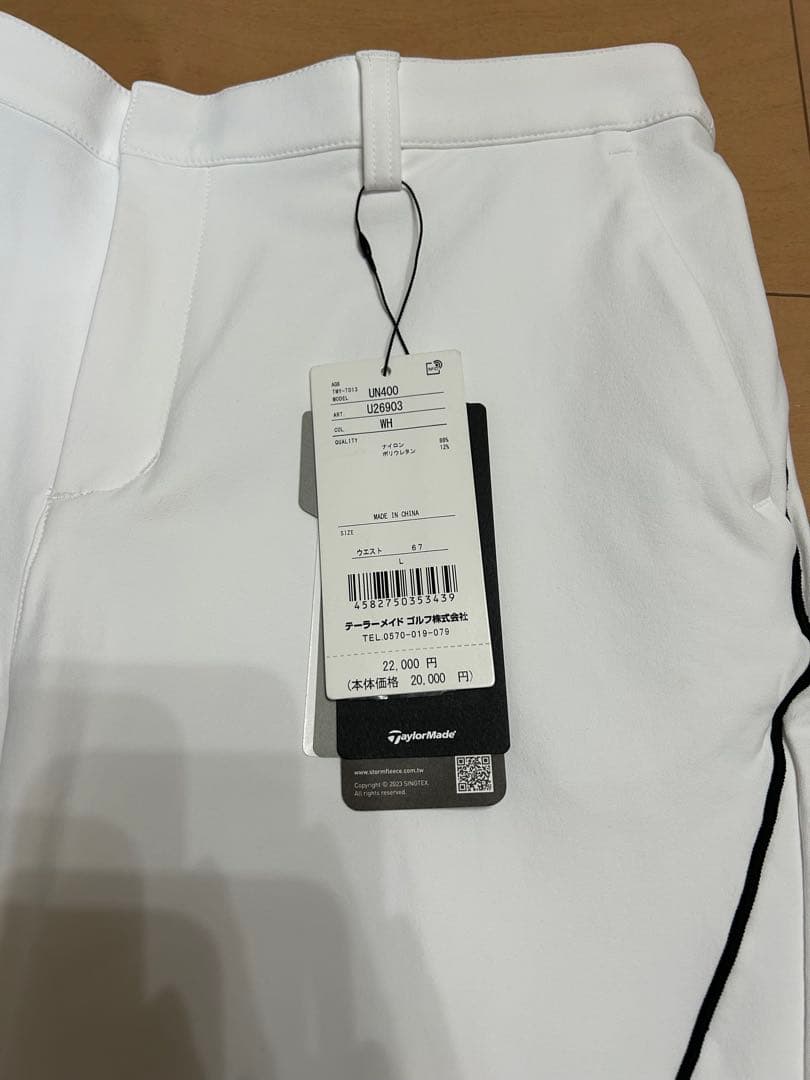 AGB
TMY-TD13
MODEL UN400
ART. U26903
COL. WH
QUALITY
ナイロン 88%
ポリウレタン 12%
MADE IN CHINA
SIZE
ウエスト 67
L
4582750353439
テーラーメイド ゴルフ株式会社
TEL.0570-019-079
22,000 円
(本体価格 20,000 円)
TaylorMade
www.stormfleece.com.tw
Copyright © 2023 SINGTEX.
All rights reserved.